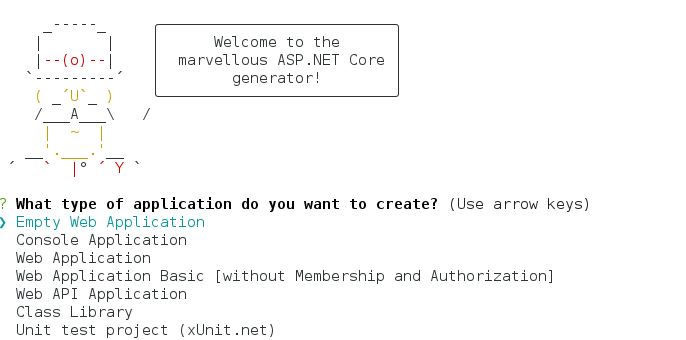 Welcome to the
marvellous ASP.NET Core
generator!
? What type of application do you want to create? (Use arrow keys)
❯ Empty Web Application
Console Application
Web Application
Web Application Basic [without Membership and Authorization]
Web API Application
Class Library
Unit test project (xUnit.net)